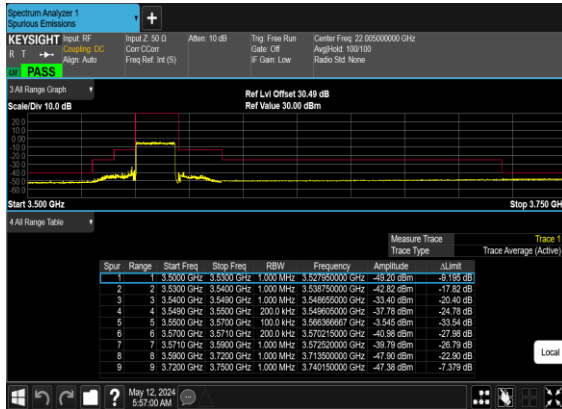 Spectrum Analyzer 1
Spurious Emissions
+
KEYSIGHT Input: RF Input Z: 50 Ω Atten: 10 dB Trig: Free Run Center Freq: 22.005000000 GHz
R T Coupling: DC Corr CCorr Gate: Off Avg|Hold: 100/100
Align: Auto Freq Ref: Int (S) IF Gain: Low Radio Std: None
LXI PASS
3 All Range Graph Ref Lvl Offset 30.49 dB
Scale/Div 10.0 dB Ref Value 30.00 dBm
20.0
10.0
0.00
-10.0
-20.0
-30.0
-40.0
-50.0
-60.0
Start 3.500 GHz Stop 3.750 GHz
4 All Range Table
Measure Trace Trace 1
Trace Type Trace Average (Active)
Spur Range Start Freq Stop Freq RBW Frequency Amplitude ΔLimit
1 1 3.5000 GHz 3.5300 GHz 1.000 MHz 3.527950000 GHz -49.20 dBm -9.195 dB
2 2 3.5300 GHz 3.5400 GHz 1.000 MHz 3.538750000 GHz -42.82 dBm -17.82 dB
3 3 3.5400 GHz 3.5490 GHz 1.000 MHz 3.548655000 GHz -33.40 dBm -20.40 dB
4 4 3.5490 GHz 3.5500 GHz 200.0 kHz 3.549605000 GHz -37.78 dBm -24.78 dB
5 5 3.5500 GHz 3.5700 GHz 100.0 kHz 3.566366667 GHz -3.545 dBm -33.54 dB
6 6 3.5700 GHz 3.5710 GHz 200.0 kHz 3.570215000 GHz -40.98 dBm -27.98 dB
7 7 3.5710 GHz 3.5900 GHz 1.000 MHz 3.572520000 GHz -39.79 dBm -26.79 dB
8 8 3.5900 GHz 3.7200 GHz 1.000 MHz 3.713500000 GHz -47.90 dBm -22.90 dB
9 9 3.7200 GHz 3.7500 GHz 1.000 MHz 3.740150000 GHz -47.38 dBm -7.379 dB
Local
? May 12, 2024
5:57:00 AM